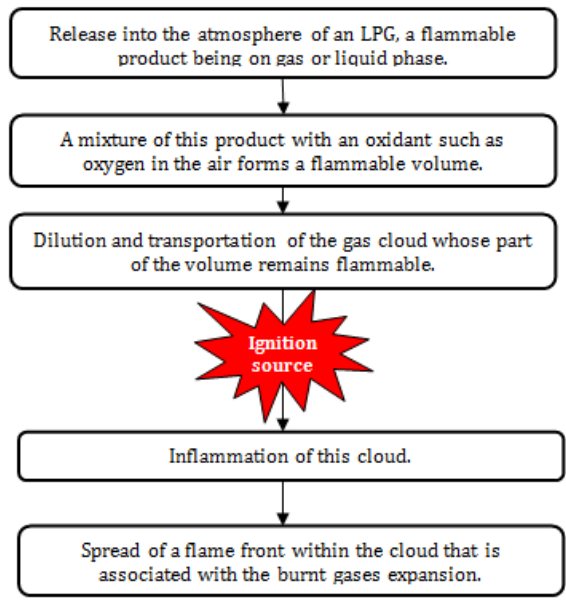 Release into the atmosphere of an LPG, a flammable
product being on gas or liquid phase.
A mixture of this product with an oxidant such as
oxygen in the air forms a flammable volume.
Dilution and transportation of the gas cloud whose part
of the volume remains flammable.
Ignition
source
Inflammation of this cloud.
Spread of a flame front within the cloud that is
associated with the burnt gases expansion.